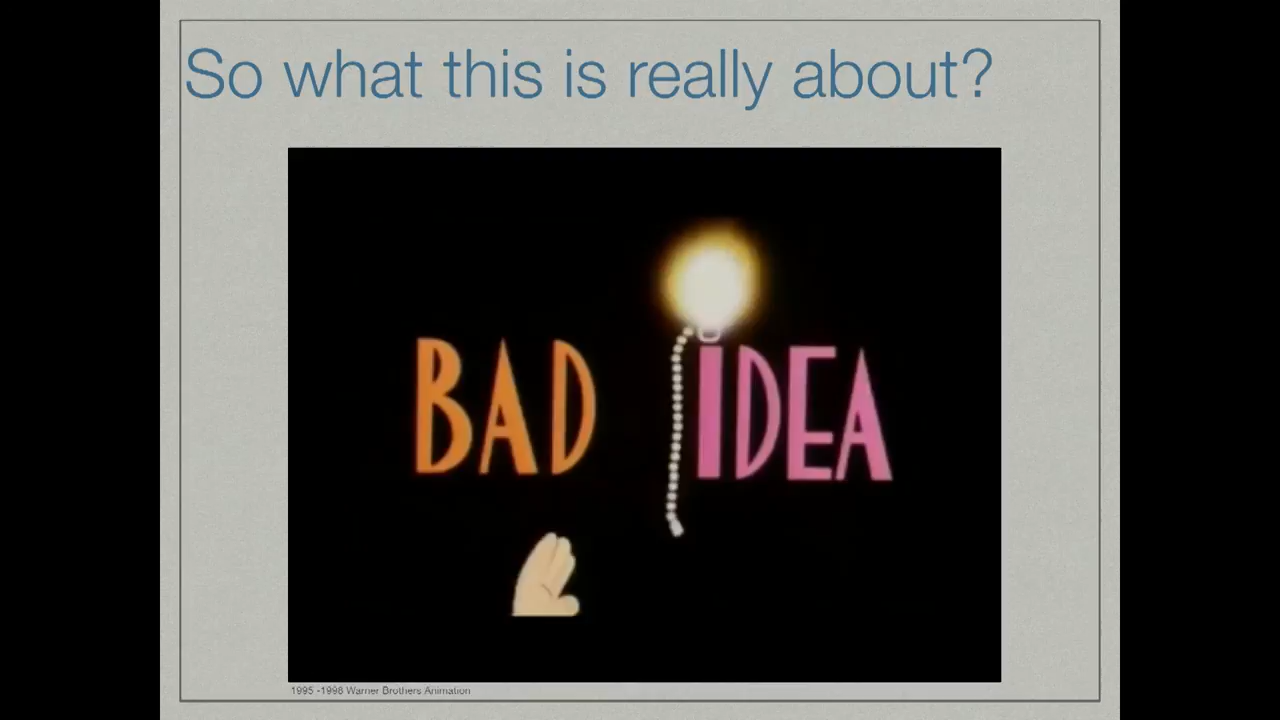 So what this is really about?
BAD IDEA
1995 -1998 Warner Brothers Animation